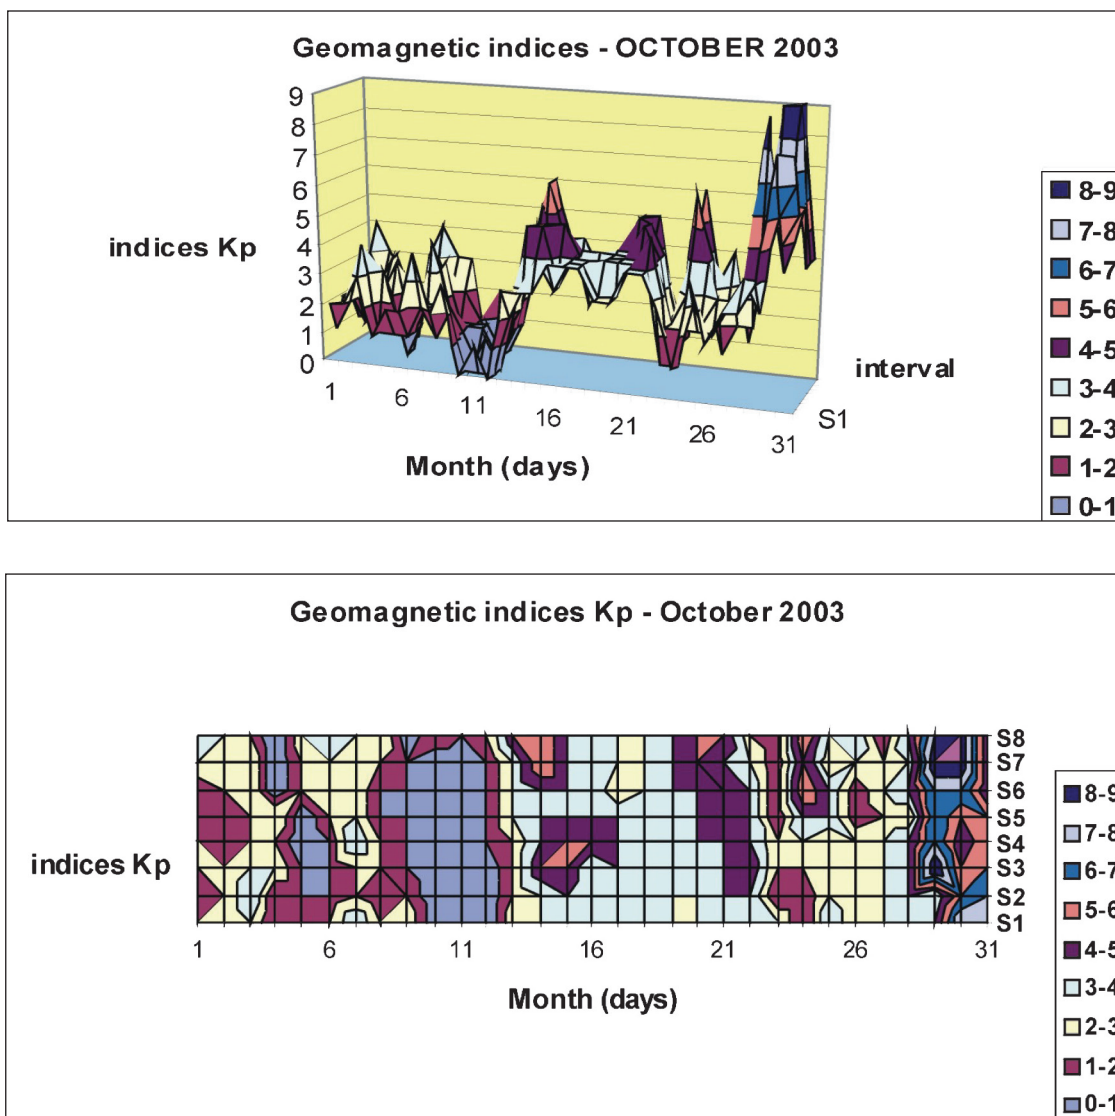 Geomagnetic indices - OCTOBER 2003
9
8
7
6
5
4
3
2
1
0
indices Kp
1
6
11
16
21
26
31
S1
interval
Month (days)
8-9
7-8
6-7
5-6
4-5
3-4
2-3
1-2
0-1
Geomagnetic indices Kp - October 2003
indices Kp
S8
S7
S6
S5
S4
S3
S2
S1
1
6
11
16
21
26
31
Month (days)
8-9
7-8
6-7
5-6
4-5
3-4
2-3
1-2
0-1